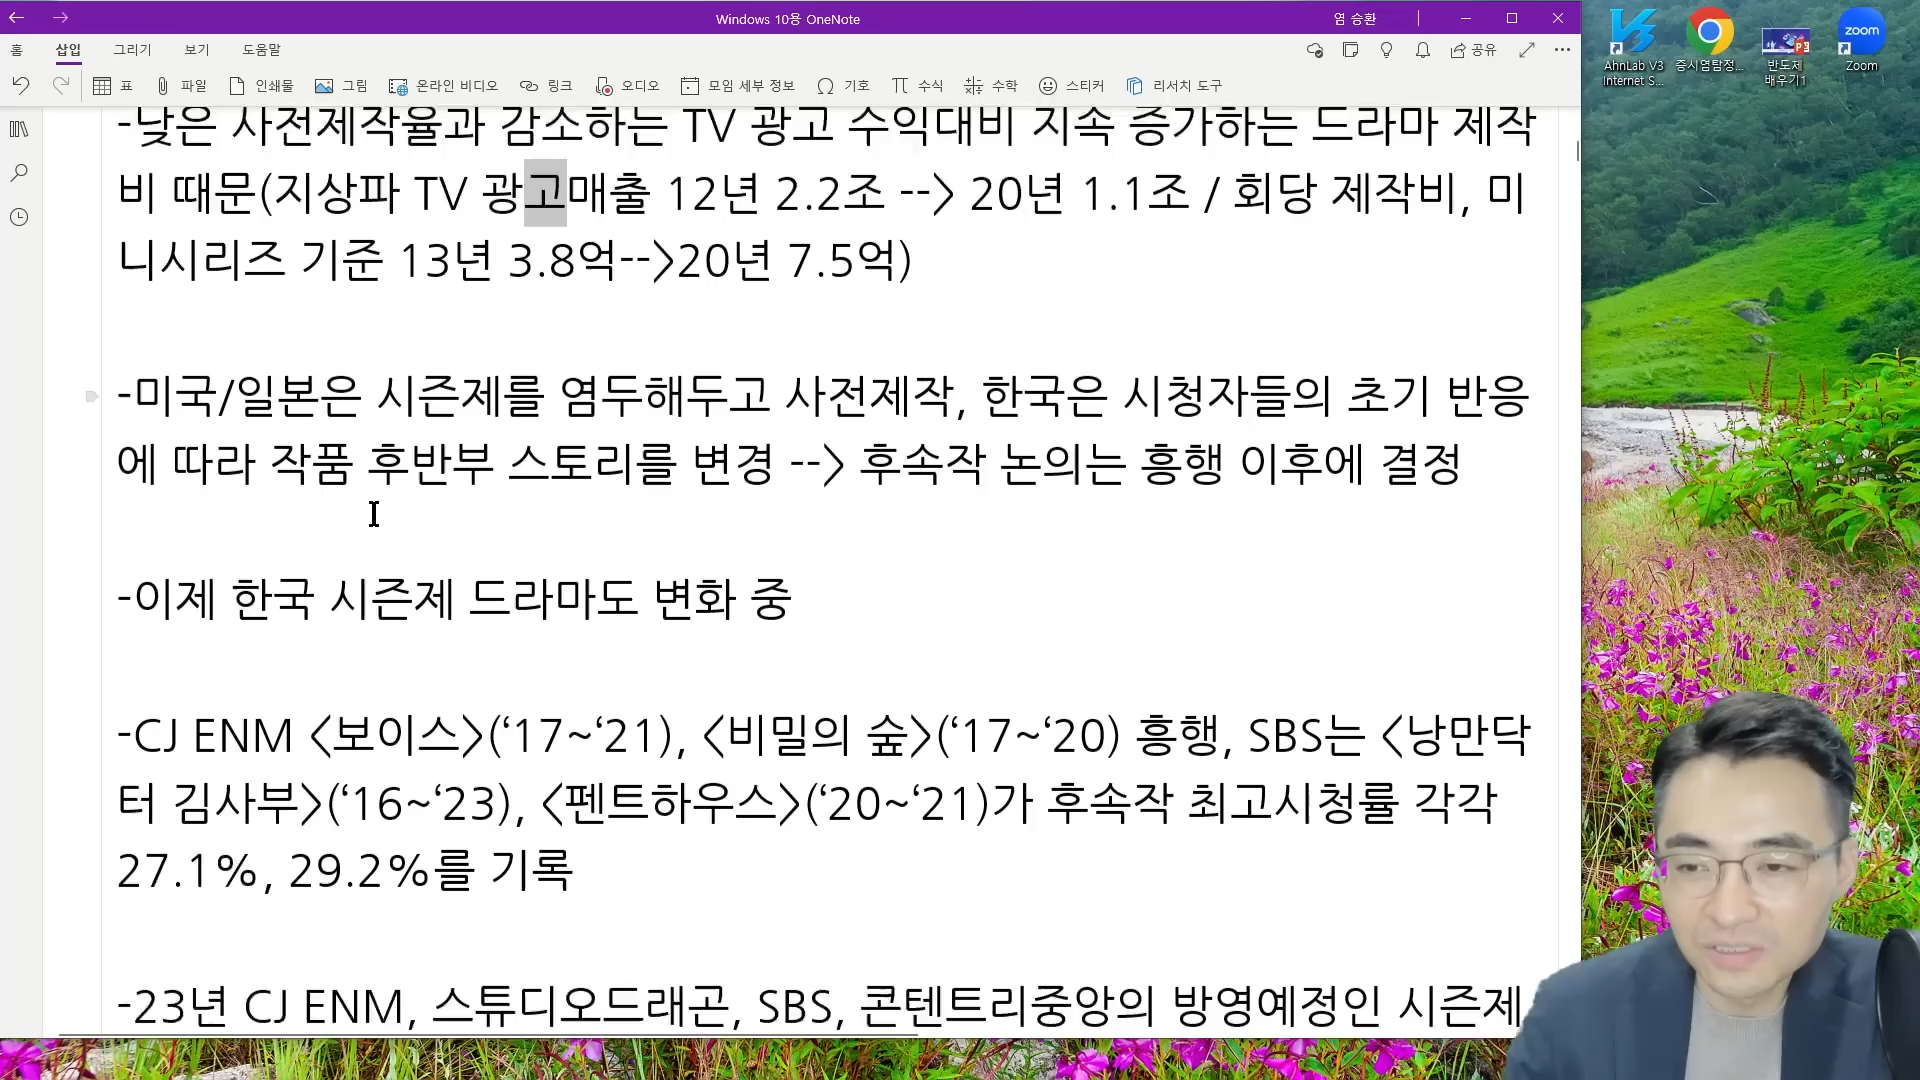 Windows 10용 OneNote
염 승환
홈 삽입 그리기 보기 도움말
공유
표 파일 인쇄물 그림 온라인 비디오 링크 오디오 모임 세부 정보 기호 수식 수학 스티커 리서치 도구
-낮은 사전제작율과 감소하는 TV 광고 수익대비 지속 증가하는 드라마 제작
비 때문(지상파 TV 광고매출 12년 2.2조 --> 20년 1.1조 / 회당 제작비, 미
니시리즈 기준 13년 3.8억-->20년 7.5억)
-미국/일본은 시즌제를 염두해두고 사전제작, 한국은 시청자들의 초기 반응
에 따라 작품 후반부 스토리를 변경 --> 후속작 논의는 흥행 이후에 결정
-이제 한국 시즌제 드라마도 변화 중
-CJ ENM <보이스>(‘17~‘21), <비밀의 숲>(‘17~‘20) 흥행, SBS는 <낭만닥
터 김사부>(‘16~‘23), <펜트하우스>(‘20~‘21)가 후속작 최고시청률 각각
27.1%, 29.2%를 기록
-23년 CJ ENM, 스튜디오드래곤, SBS, 콘텐트리중앙의 방영예정인 시즌제
AhnLab V3
Internet S...
증시염탐정...
반도체
배우기1
zoom
Zoom